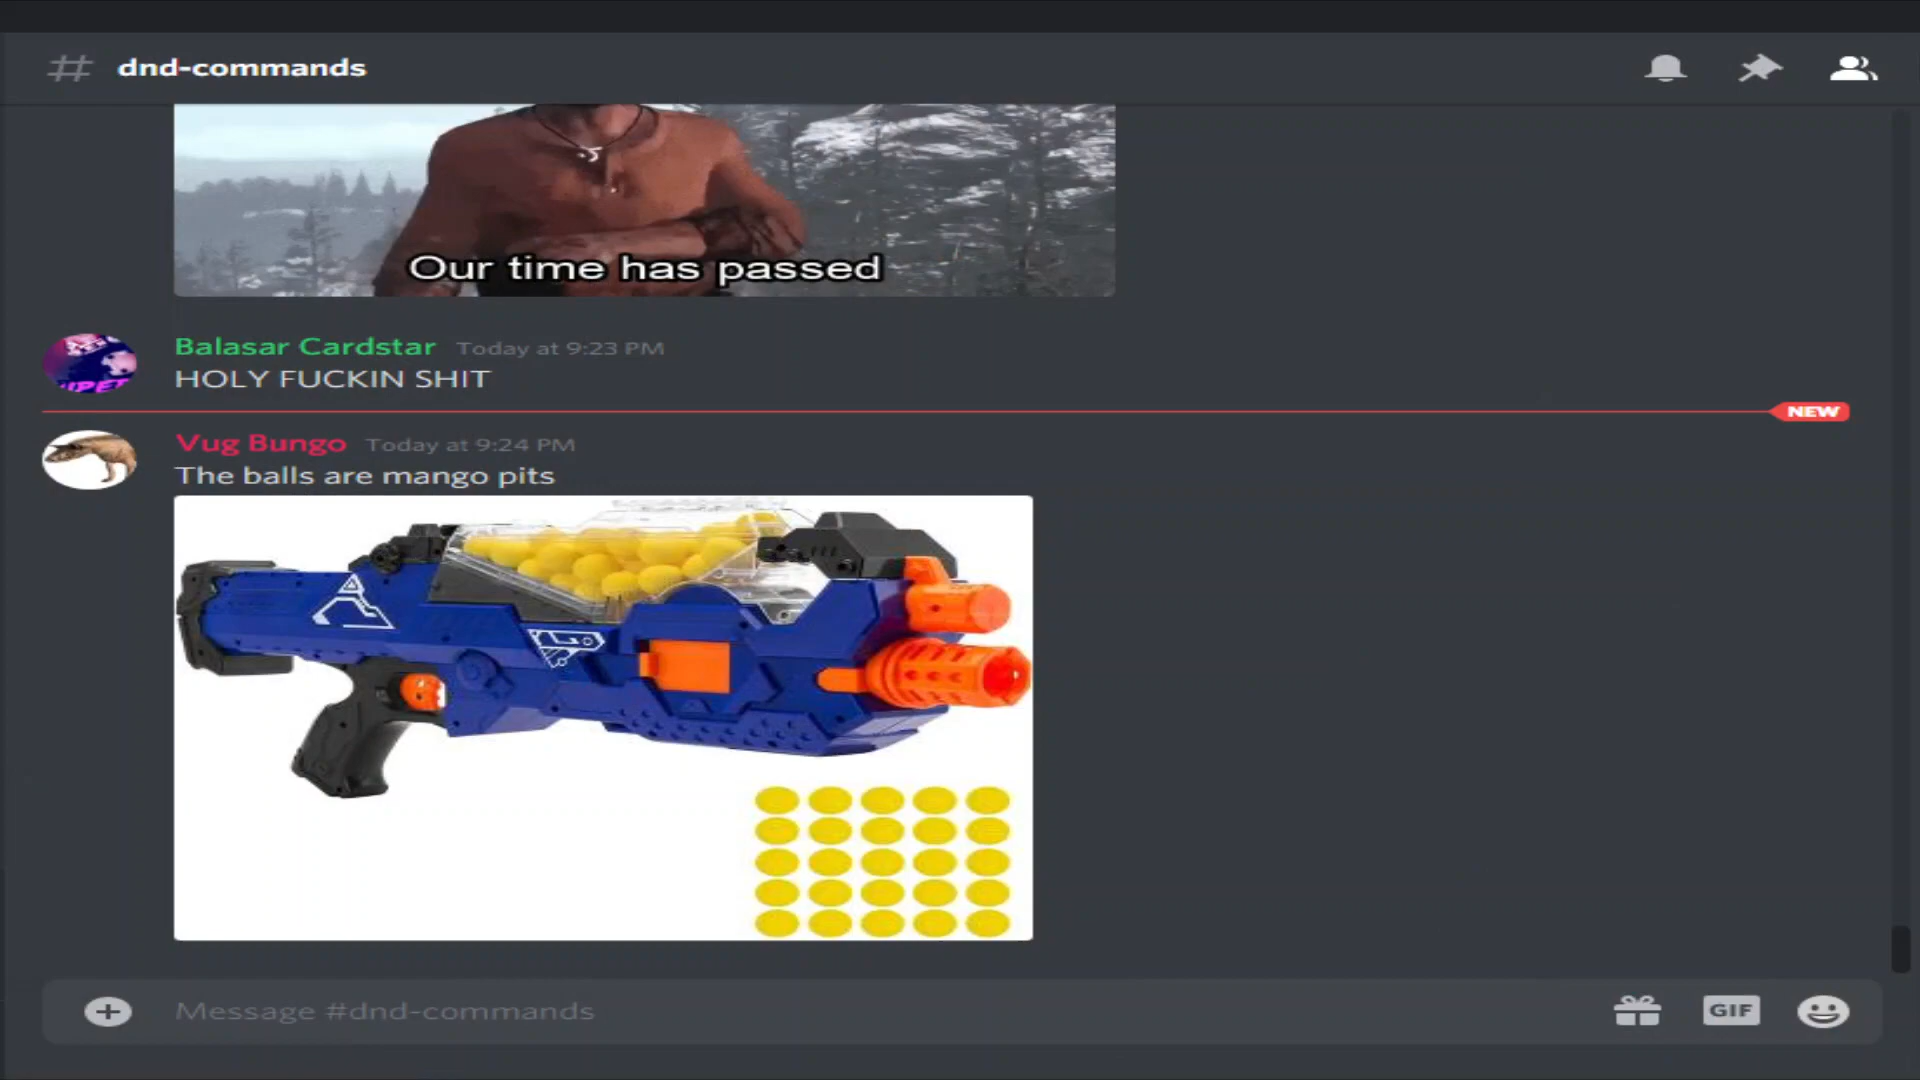 dnd-commands
Our time has passed
Balasar Cardstar Today at 9:23 PM
HOLY FUCKIN SHIT
NEW
Vug Bungo Today at 9:24 PM
The balls are mango pits
Message #dnd-commands
GIF